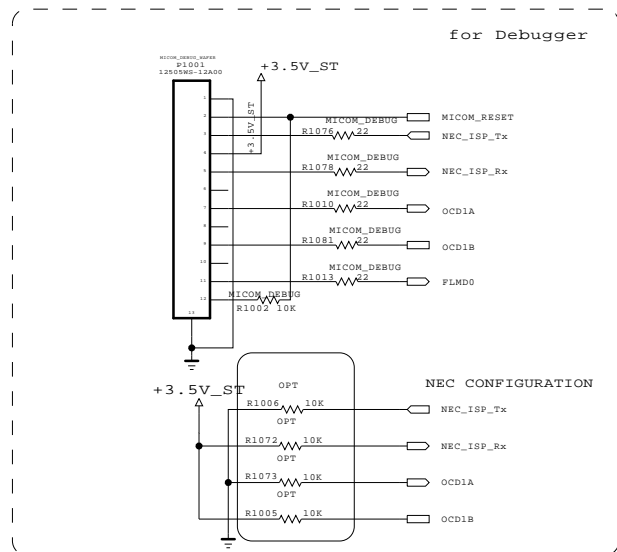 for Debugger
MICOM_DEBUG_WAFER
P1001
12505WS-12A00
+3.5V_ST
+3.5V_ST
1
2
MICOM_RESET
MICOM_DEBUG
3
R1076
22
NEC_ISP_Tx
4
MICOM_DEBUG
5
R1078
22
NEC_ISP_Rx
6
MICOM_DEBUG
7
R1010
22
OCD1A
8
MICOM_DEBUG
9
R1081
22
OCD1B
10
MICOM_DEBUG
11
R1013
22
FLMD0
12
MICOM_DEBUG
R1002 10K
13
NEC CONFIGURATION
+3.5V_ST
OPT
R1006
10K
NEC_ISP_Tx
OPT
R1072
10K
NEC_ISP_Rx
OPT
R1073
10K
OCD1A
OPT
R1005
10K
OCD1B